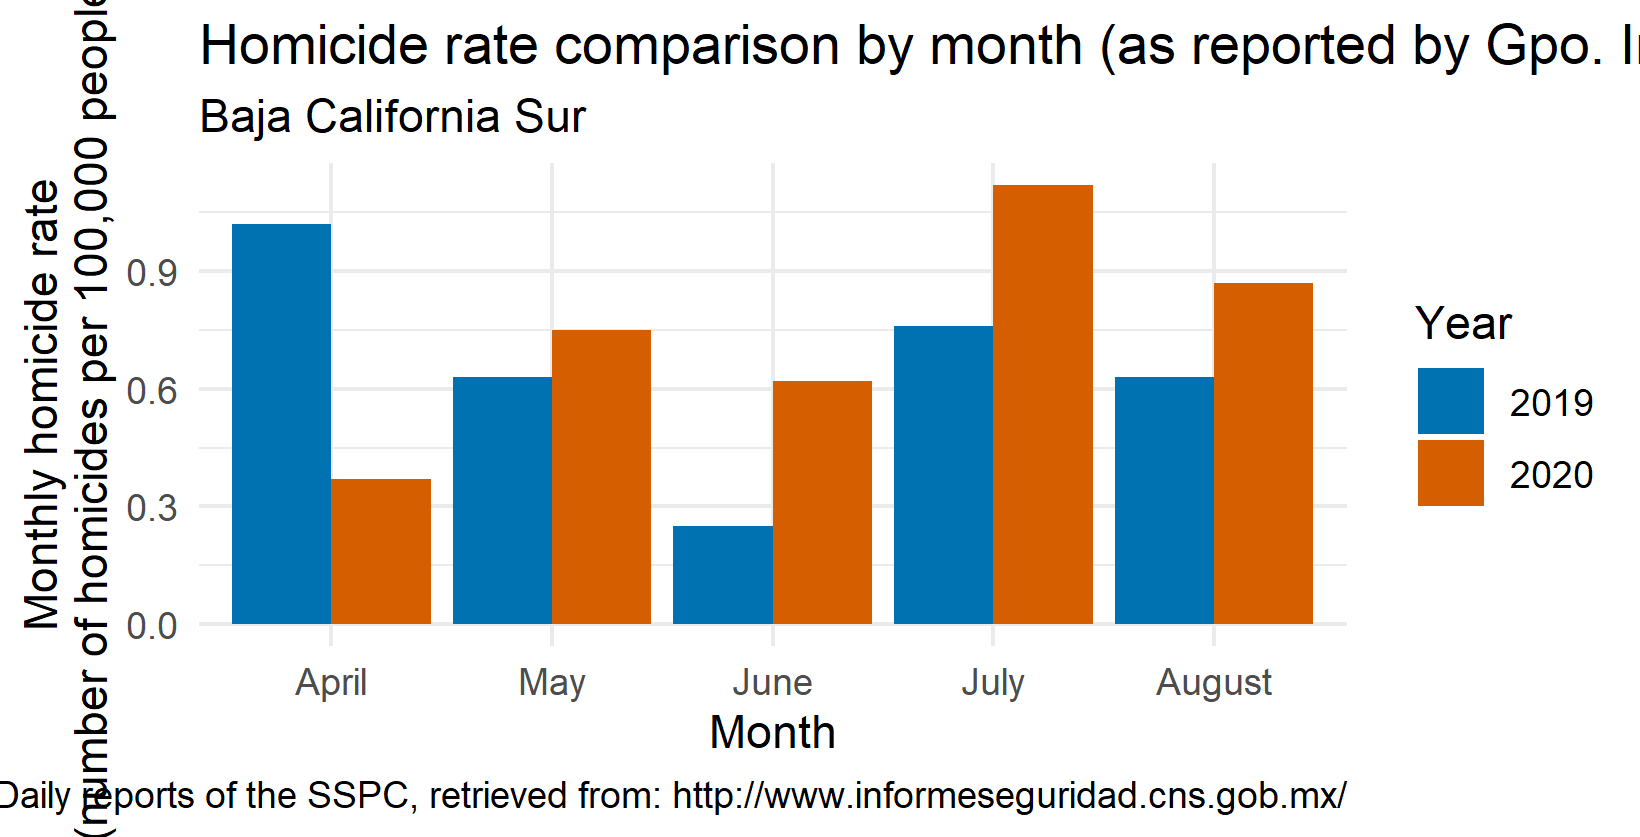 Homicide rate comparison by month (as reported by Gpo.
Baja California Sur
Monthly homicide rate
(number of homicides per 100,000 people
0.9
0.6
0.3
0.0
April May June July August
Month
Year
2019
2020
Daily reports of the SSPC, retrieved from: http://www.informeseguridad.cns.gob.mx/